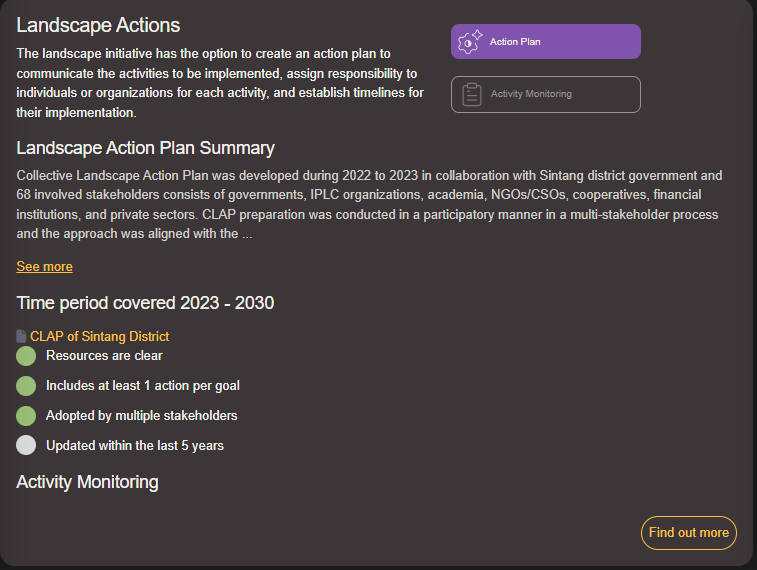 Landscape Actions
The landscape initiative has the option to create an action plan to
communicate the activities to be implemented, assign responsibility to
individuals or organizations for each activity, and establish timelines for
their implementation.
Action Plan
Activity Monitoring
Landscape Action Plan Summary
Collective Landscape Action Plan was developed during 2022 to 2023 in collaboration with Sintang district government and
68 involved stakeholders consists of governments, IPLC organizations, academia, NGOs/CSOs, cooperatives, financial
institutions, and private sectors. CLAP preparation was conducted in a participatory manner in a multi-stakeholder process
and the approach was aligned with the ...
See more
Time period covered 2023 - 2030
CLAP of Sintang District
Resources are clear
Includes at least 1 action per goal
Adopted by multiple stakeholders
Updated within the last 5 years
Activity Monitoring
Find out more